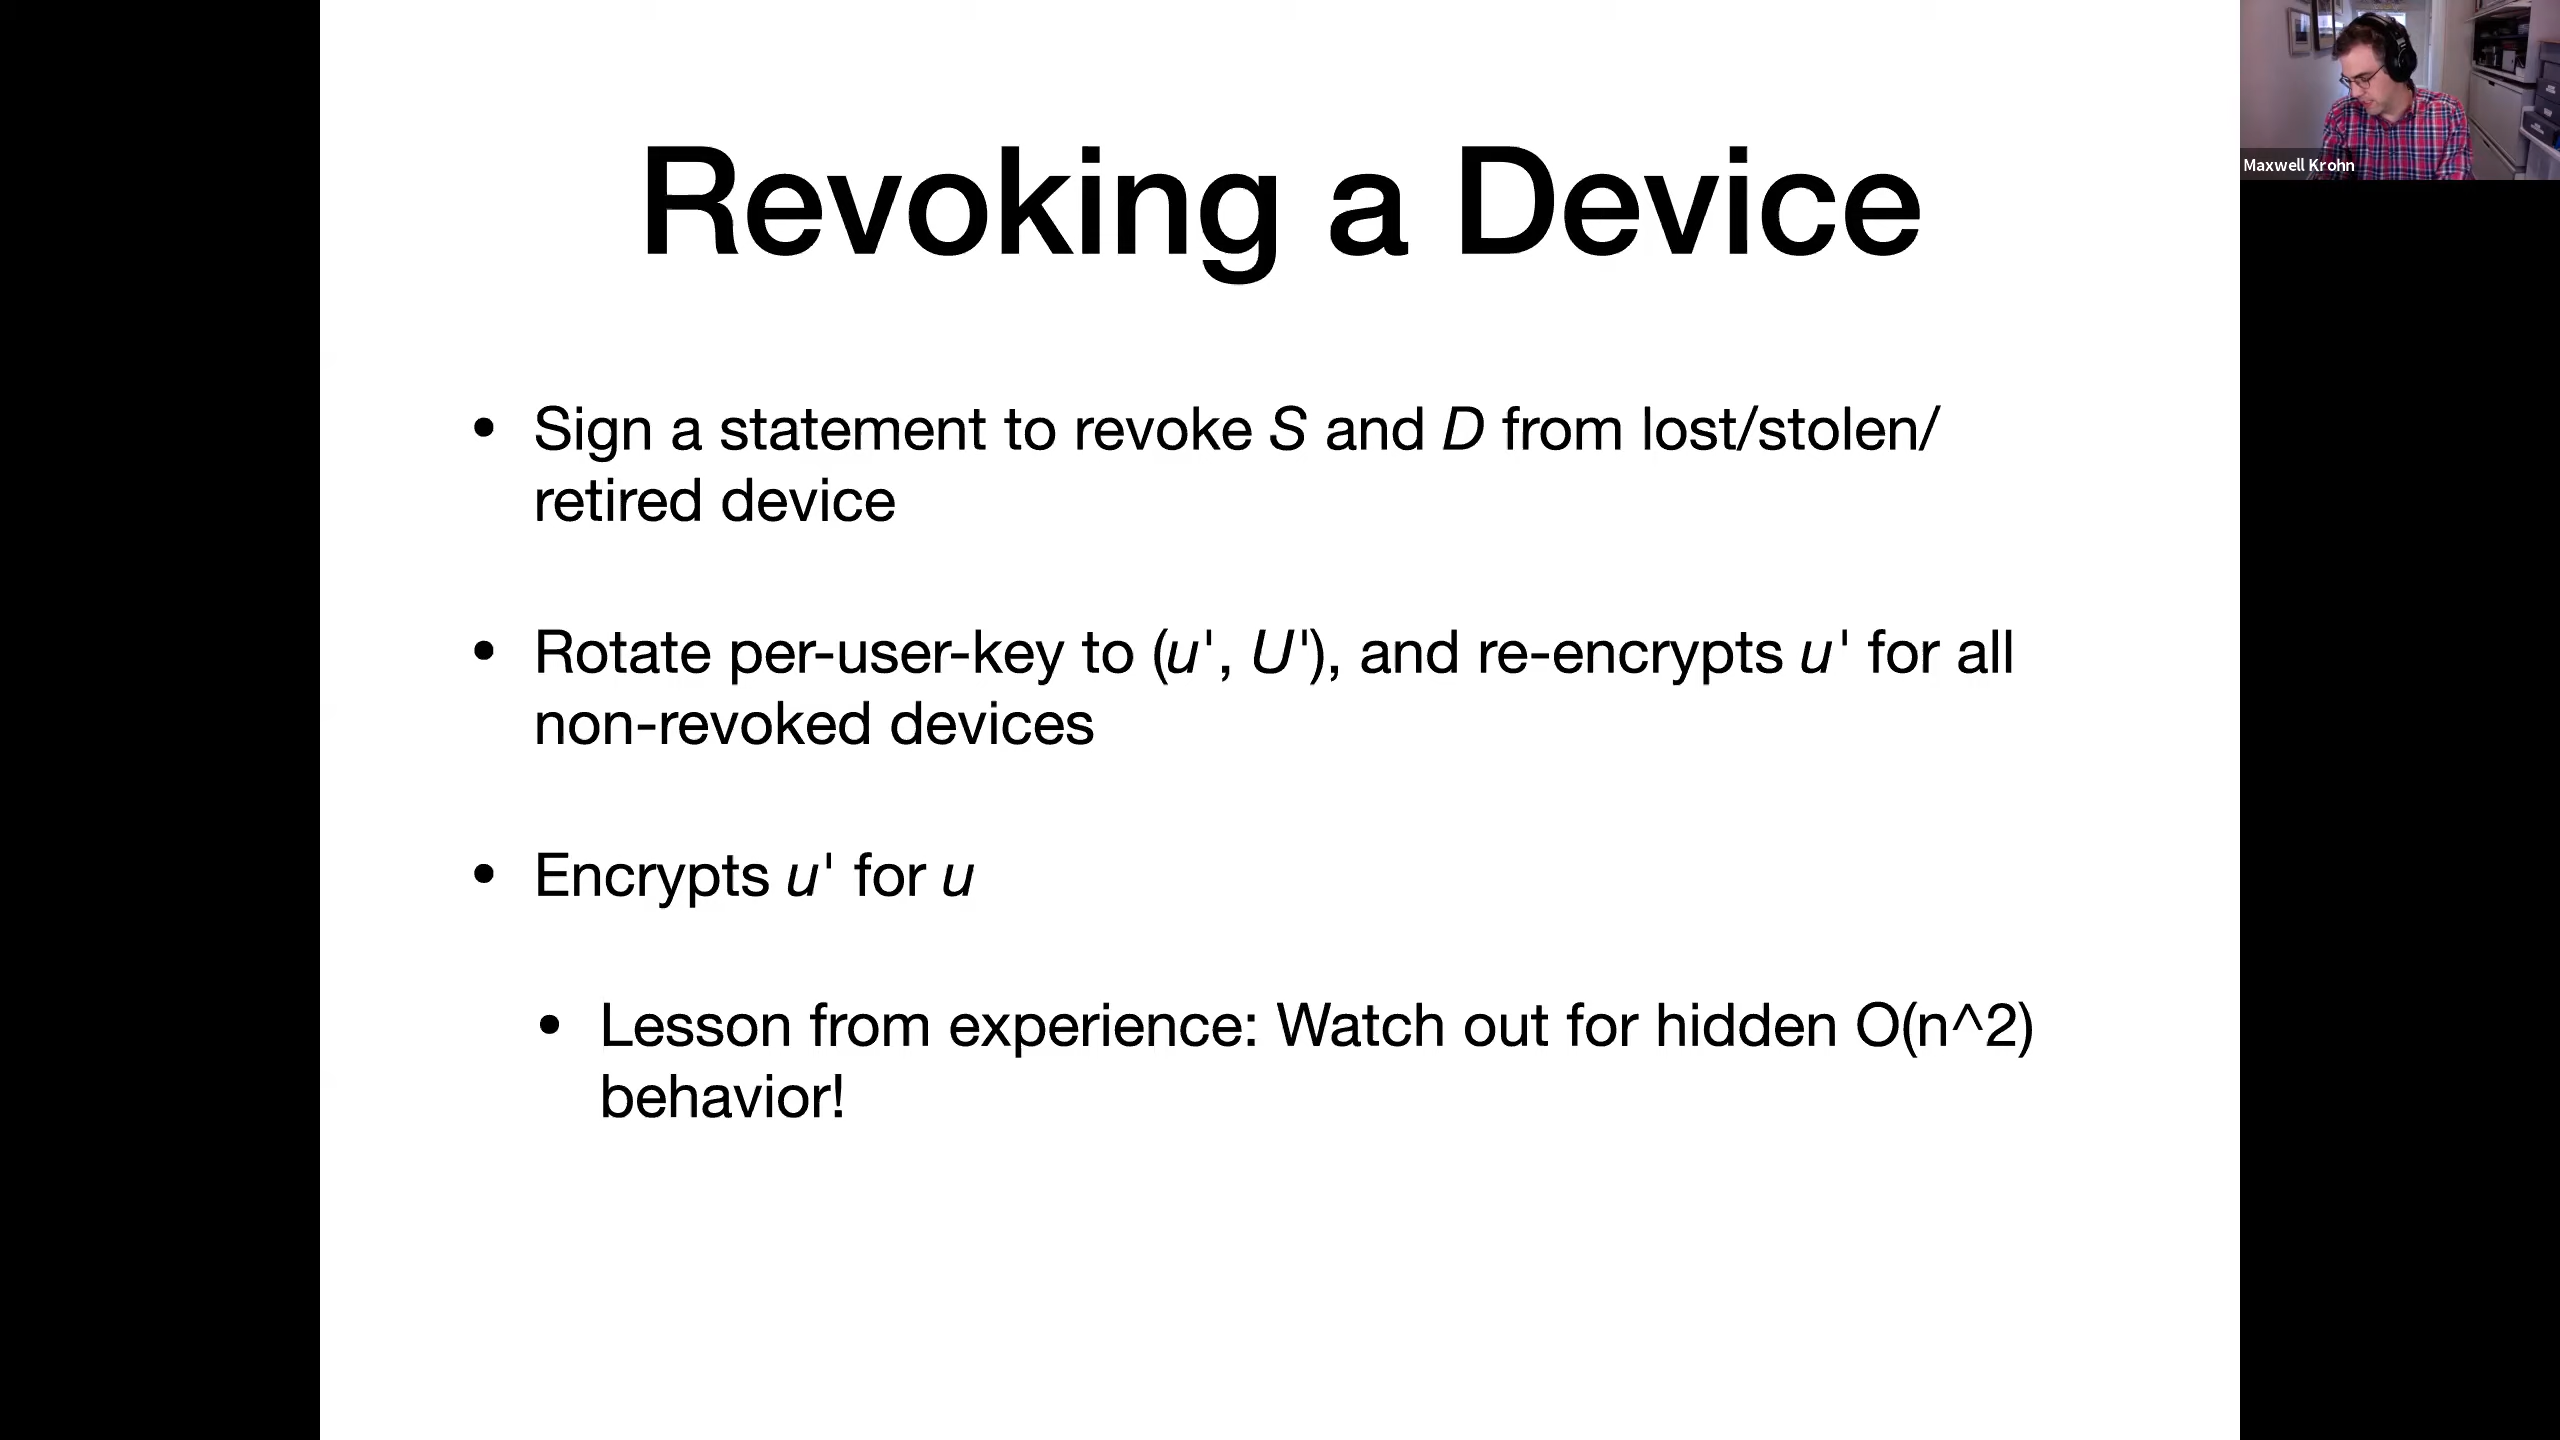 Maxwell Krohn
Revoking a Device
• Sign a statement to revoke S and D from lost/stolen/
retired device
• Rotate per-user-key to (u', U'), and re-encrypts u' for all
non-revoked devices
• Encrypts u' for u
• Lesson from experience: Watch out for hidden O(n^2)
behavior!